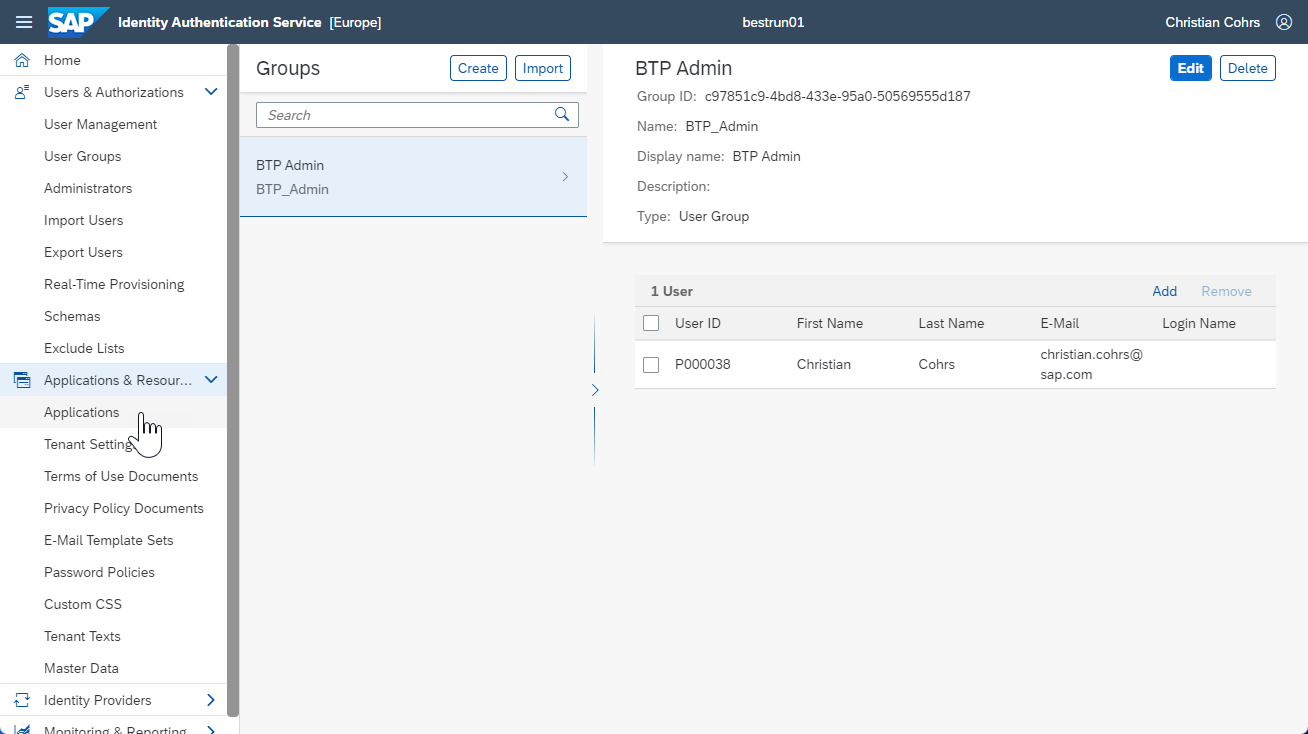 SAP Identity Authentication Service [Europe]
bestrun01
Christian Cohrs
Home
Users & Authorizations
User Management
User Groups
Administrators
Import Users
Export Users
Real-Time Provisioning
Schemas
Exclude Lists
Applications & Resour...
Applications
Tenant Setting
Terms of Use Documents
Privacy Policy Documents
E-Mail Template Sets
Password Policies
Custom CSS
Tenant Texts
Master Data
Identity Providers
Monitoring & Reporting
Groups
Create
Import
Search
BTP Admin
BTP_Admin
BTP Admin
Edit
Delete
Group ID: c97851c9-4bd8-433e-95a0-50569555d187
Name: BTP_Admin
Display name: BTP Admin
Description:
Type: User Group
1 User
Add
Remove
User ID First Name Last Name E-Mail Login Name
P000038 Christian Cohrs christian.cohrs@
sap.com